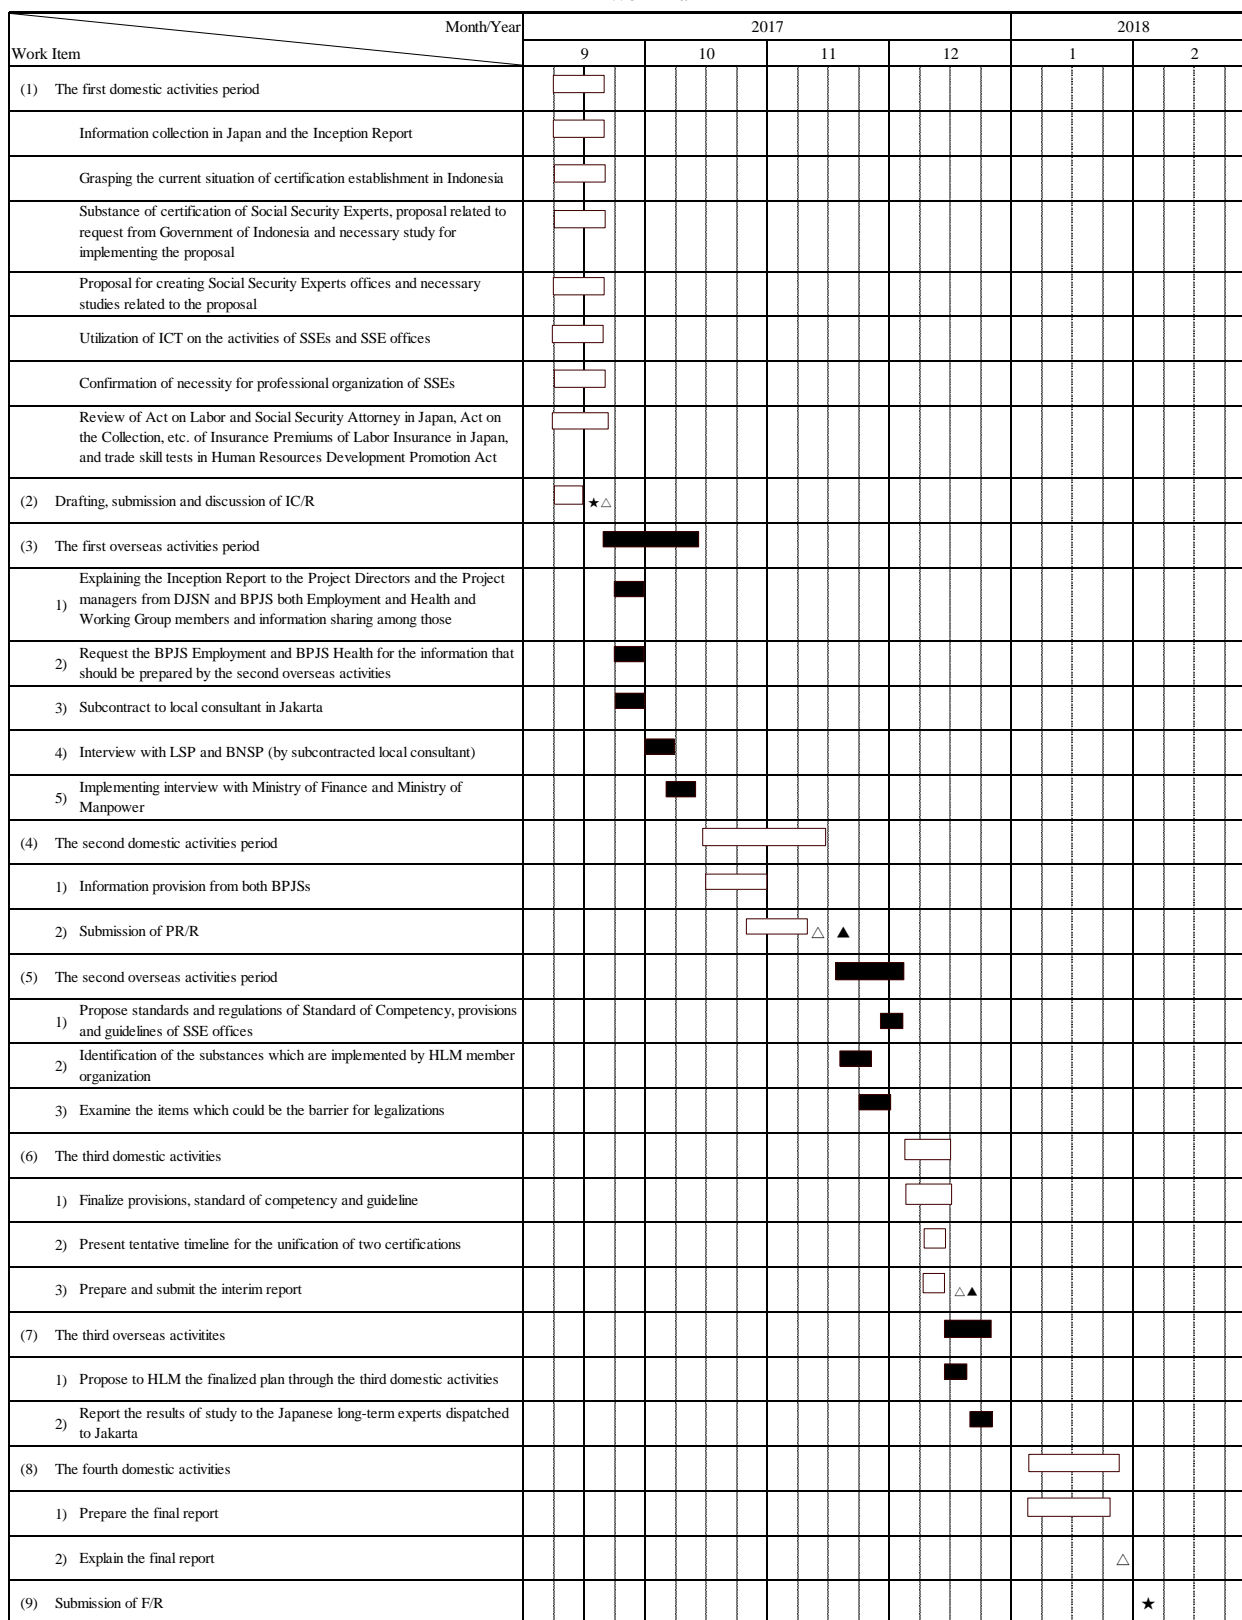 Month/Year
2017
2018
Work Item
9
10
11
12
1
2
(1) The first domestic activities period
Information collection in Japan and the Inception Report
Grasping the current situation of certification establishment in Indonesia
Substance of certification of Social Security Experts, proposal related to
request from Government of Indonesia and necessary study for
implementing the proposal
Proposal for creating Social Security Experts offices and necessary
studies related to the proposal
Utilization of ICT on the activities of SSEs and SSE offices
Confirmation of necessity for professional organization of SSEs
Review of Act on Labor and Social Security Attorney in Japan, Act on
the Collection, etc. of Insurance Premiums of Labor Insurance in Japan,
and trade skill tests in Human Resources Development Promotion Act
(2) Drafting, submission and discussion of IC/R ★△
(3) The first overseas activities period
1) Explaining the Inception Report to the Project Directors and the Project
managers from DJSN and BPJS both Employment and Health and
Working Group members and information sharing among those
2) Request the BPJS Employment and BPJS Health for the information that
should be prepared by the second overseas activities
3) Subcontract to local consultant in Jakarta
4) Interview with LSP and BNSP (by subcontracted local consultant)
5) Implementing interview with Ministry of Finance and Ministry of
Manpower
(4) The second domestic activities period
1) Information provision from both BPJSs
2) Submission of PR/R △ ▲
(5) The second overseas activities period
1) Propose standards and regulations of Standard of Competency, provisions
and guidelines of SSE offices
2) Identification of the substances which are implemented by HLM member
organization
3) Examine the items which could be the barrier for legalizations
(6) The third domestic activities
1) Finalize provisions, standard of competency and guideline
2) Present tentative timeline for the unification of two certifications
3) Prepare and submit the interim report △▲
(7) The third overseas activitites
1) Propose to HLM the finalized plan through the third domestic activities
2) Report the results of study to the Japanese long-term experts dispatched
to Jakarta
(8) The fourth domestic activities
1) Prepare the final report
2) Explain the final report △
(9) Submission of F/R ★